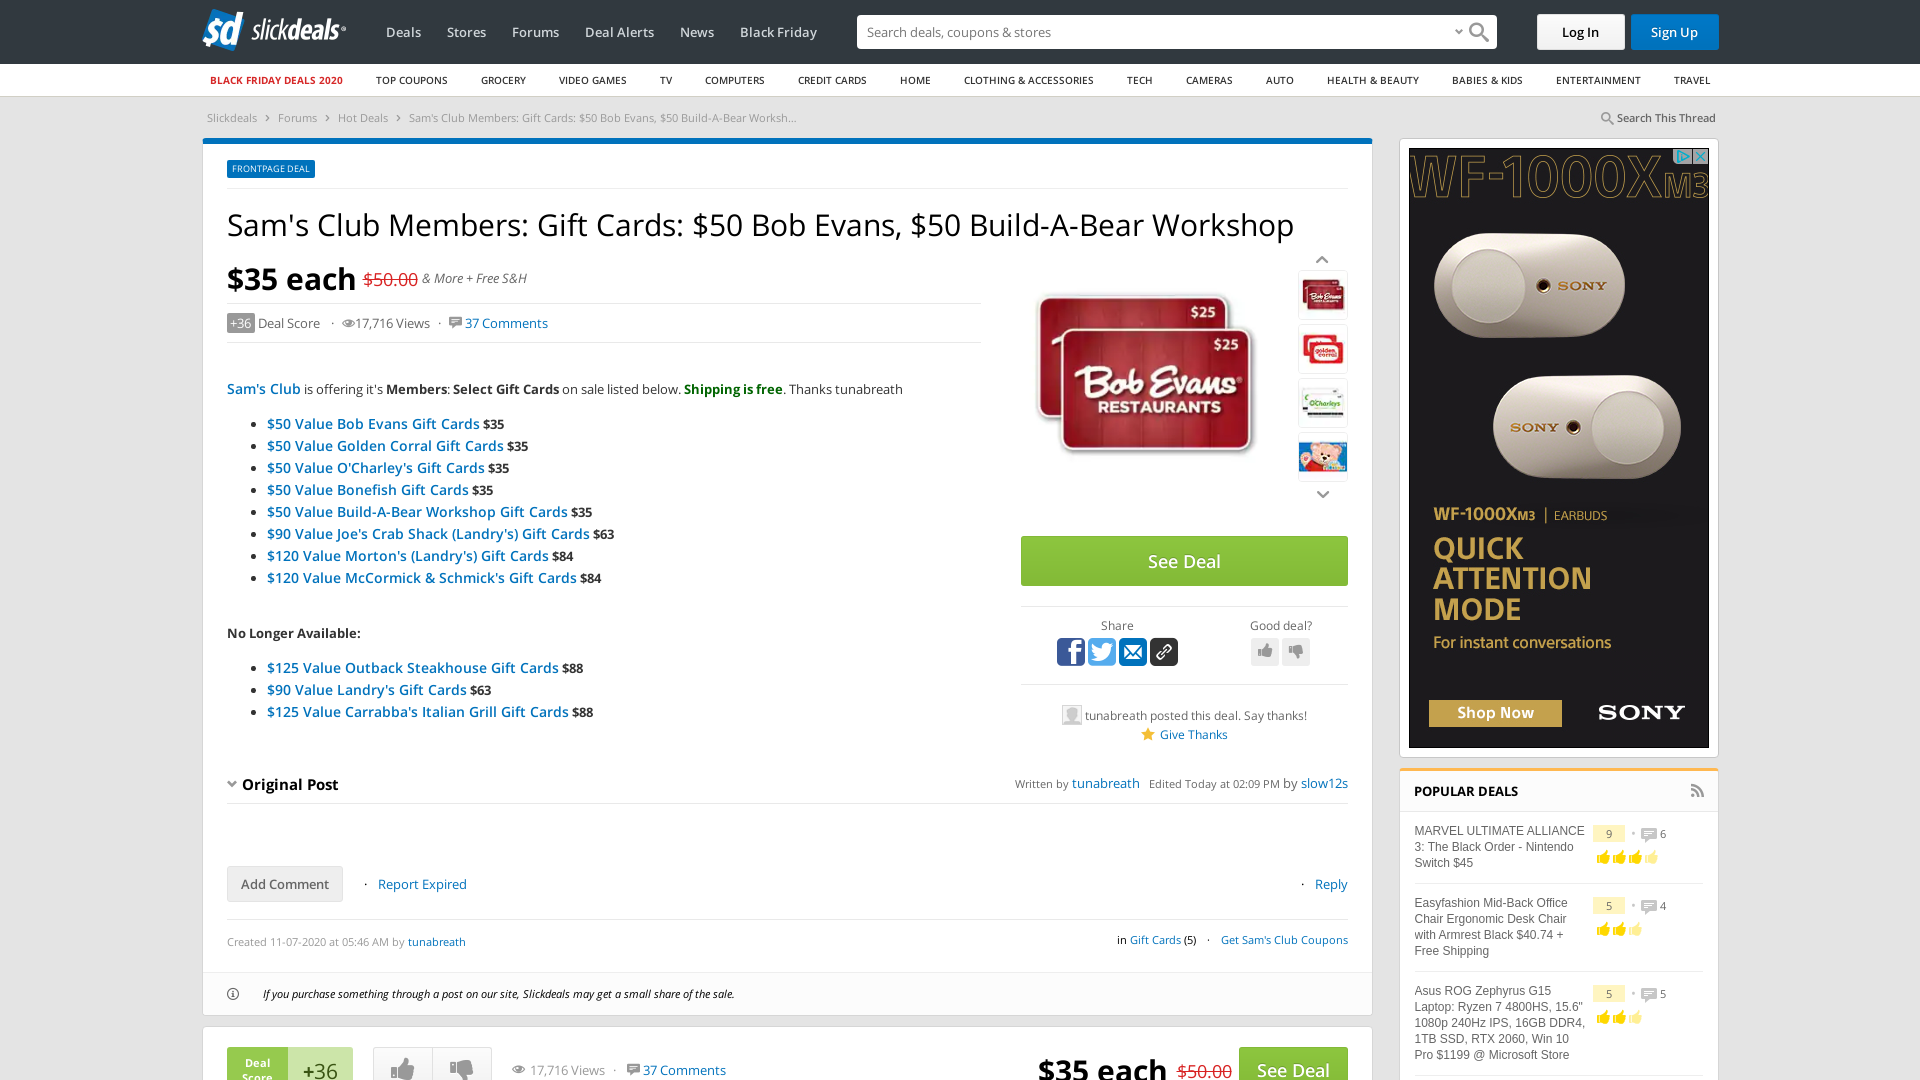 sd slickdeals
Deals Stores Forums Deal Alerts News Black Friday
Search deals, coupons & stores
Log In
Sign Up
BLACK FRIDAY DEALS 2020 TOP COUPONS GROCERY VIDEO GAMES TV COMPUTERS CREDIT CARDS HOME CLOTHING & ACCESSORIES TECH CAMERAS AUTO HEALTH & BEAUTY BABIES & KIDS ENTERTAINMENT TRAVEL
Slickdeals > Forums > Hot Deals > Sam's Club Members: Gift Cards: $50 Bob Evans, $50 Build-A-Bear Worksh...
Search This Thread
FRONTPAGE DEAL
Sam's Club Members: Gift Cards: $50 Bob Evans, $50 Build-A-Bear Workshop
$35 each $50.00 & More + Free S&H
+36 Deal Score · 17,716 Views · 37 Comments
Sam's Club is offering it's Members: Select Gift Cards on sale listed below. Shipping is free. Thanks tunabreath
• $50 Value Bob Evans Gift Cards $35
• $50 Value Golden Corral Gift Cards $35
• $50 Value O'Charley's Gift Cards $35
• $50 Value Bonefish Gift Cards $35
• $50 Value Build-A-Bear Workshop Gift Cards $35
• $90 Value Joe's Crab Shack (Landry's) Gift Cards $63
• $120 Value Morton's (Landry's) Gift Cards $84
• $120 Value McCormick & Schmick's Gift Cards $84
No Longer Available:
• $125 Value Outback Steakhouse Gift Cards $88
• $90 Value Landry's Gift Cards $63
• $125 Value Carrabba's Italian Grill Gift Cards $88
$25
$25
Bob Evans
RESTAURANTS
Bob Evans
golden corral
O'Charleys
See Deal
Share
Good deal?
tunabreath posted this deal. Say thanks!
Give Thanks
Original Post
Written by tunabreath Edited Today at 02:09 PM by slow12s
Add Comment · Report Expired
· Reply
Created 11-07-2020 at 05:46 AM by tunabreath
in Gift Cards (5) · Get Sam's Club Coupons
If you purchase something through a post on our site, Slickdeals may get a small share of the sale.
Deal
Score
+36
17,716 Views · 37 Comments
$35 each $50.00
See Deal
WF-1000XM3
SONY
SONY
WF-1000XM3 | EARBUDS
QUICK
ATTENTION
MODE
For instant conversations
Shop Now
SONY
POPULAR DEALS
MARVEL ULTIMATE ALLIANCE
3: The Black Order - Nintendo
Switch $45
9 · 6
Easyfashion Mid-Back Office
Chair Ergonomic Desk Chair
with Armrest Black $40.74 +
Free Shipping
5 · 4
Asus ROG Zephyrus G15
Laptop: Ryzen 7 4800HS, 15.6"
1080p 240Hz IPS, 16GB DDR4,
1TB SSD, RTX 2060, Win 10
Pro $1199 @ Microsoft Store
5 · 5